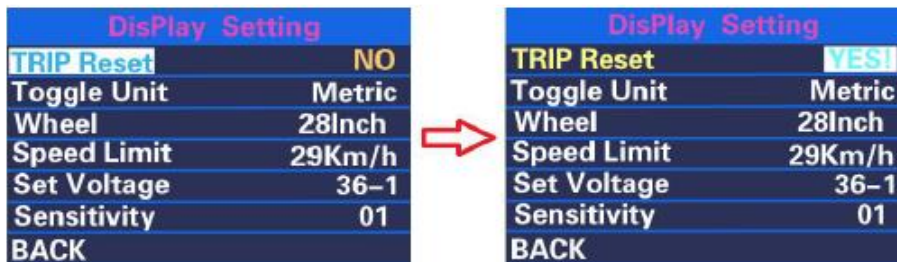 DisPlay Setting
TRIP Reset NO
Toggle Unit Metric
Wheel 28Inch
Speed Limit 29Km/h
Set Voltage 36-1
Sensitivity 01
BACK
DisPlay Setting
TRIP Reset YES!
Toggle Unit Metric
Wheel 28Inch
Speed Limit 29Km/h
Set Voltage 36-1
Sensitivity 01
BACK